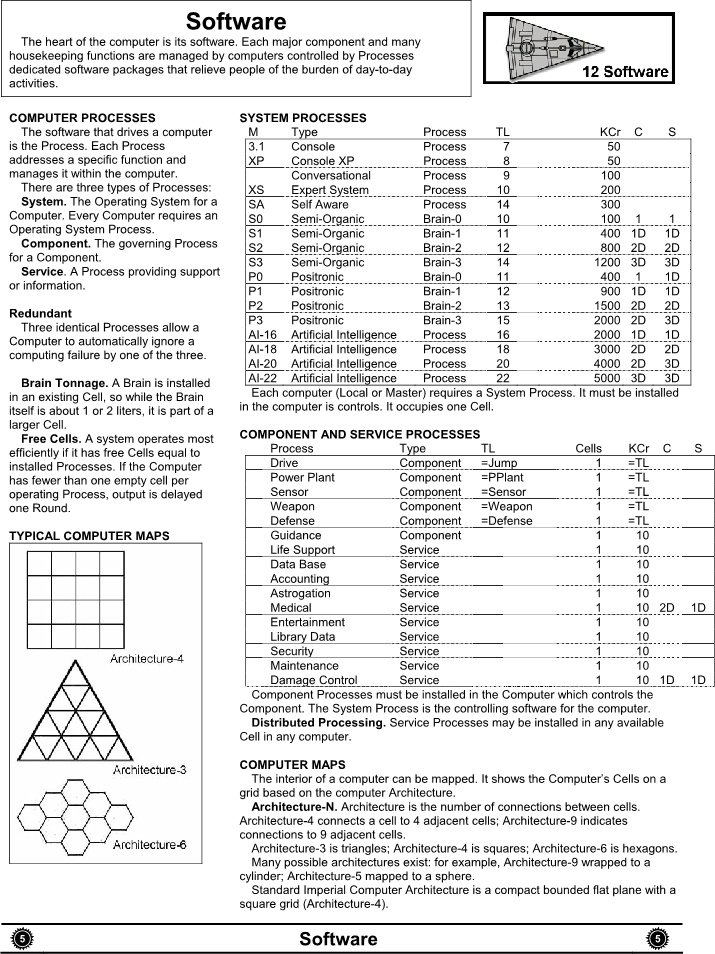 Software
The heart of the computer is its software. Each major component and many
housekeeping functions are managed by computers controlled by Processes
dedicated software packages that relieve people of the burden of day-to-day
activities.
12 Software
COMPUTER PROCESSES
The software that drives a computer
is the Process. Each Process
addresses a specific function and
manages it within the computer.
There are three types of Processes:
System. The Operating System for a
Computer. Every Computer requires an
Operating System Process.
Component. The governing Process
for a Component.
Service. A Process providing support
or information.
Redundant
Three identical Processes allow a
Computer to automatically ignore a
computing failure by one of the three.
Brain Tonnage. A Brain is installed
in an existing Cell, so while the Brain
itself is about 1 or 2 liters, it is part of a
larger Cell.
Free Cells. A system operates most
efficiently if it has free Cells equal to
installed Processes. If the Computer
has fewer than one empty cell per
operating Process, output is delayed
one Round.
TYPICAL COMPUTER MAPS
Architecture-4
Architecture-3
Architecture-6
SYSTEM PROCESSES
M Type Process TL KCr C S
3.1 Console Process 7 50
XP Console XP Process 8 50
Conversational Process 9 100
XS Expert System Process 10 200
SA Self Aware Process 14 300
S0 Semi-Organic Brain-0 10 100 1 1
S1 Semi-Organic Brain-1 11 400 1D 1D
S2 Semi-Organic Brain-2 12 800 2D 2D
S3 Semi-Organic Brain-3 14 1200 3D 3D
P0 Positronic Brain-0 11 400 1 1D
P1 Positronic Brain-1 12 900 1D 1D
P2 Positronic Brain-2 13 1500 2D 2D
P3 Positronic Brain-3 15 2000 2D 3D
AI-16 Artificial Intelligence Process 16 2000 1D 1D
AI-18 Artificial Intelligence Process 18 3000 2D 2D
AI-20 Artificial Intelligence Process 20 4000 2D 3D
AI-22 Artificial Intelligence Process 22 5000 3D 3D
Each computer (Local or Master) requires a System Process. It must be installed
in the computer is controls. It occupies one Cell.
COMPONENT AND SERVICE PROCESSES
Process Type TL Cells KCr C S
Drive Component =Jump 1 =TL
Power Plant Component =PPlant 1 =TL
Sensor Component =Sensor 1 =TL
Weapon Component =Weapon 1 =TL
Defense Component =Defense 1 =TL
Guidance Component 1 10
Life Support Service 1 10
Data Base Service 1 10
Accounting Service 1 10
Astrogation Service 1 10
Medical Service 1 10 2D 1D
Entertainment Service 1 10
Library Data Service 1 10
Security Service 1 10
Maintenance Service 1 10
Damage Control Service 1 10 1D 1D
Component Processes must be installed in the Computer which controls the
Component. The System Process is the controlling software for the computer.
Distributed Processing. Service Processes may be installed in any available
Cell in any computer.
COMPUTER MAPS
The interior of a computer can be mapped. It shows the Computer's Cells on a
grid based on the computer Architecture.
Architecture-N. Architecture is the number of connections between cells.
Architecture-4 connects a cell to 4 adjacent cells; Architecture-9 indicates
connections to 9 adjacent cells.
Architecture-3 is triangles; Architecture-4 is squares; Architecture-6 is hexagons.
Many possible architectures exist: for example, Architecture-9 wrapped to a
cylinder; Architecture-5 mapped to a sphere.
Standard Imperial Computer Architecture is a compact bounded flat plane with a
square grid (Architecture-4).
5 Software 5